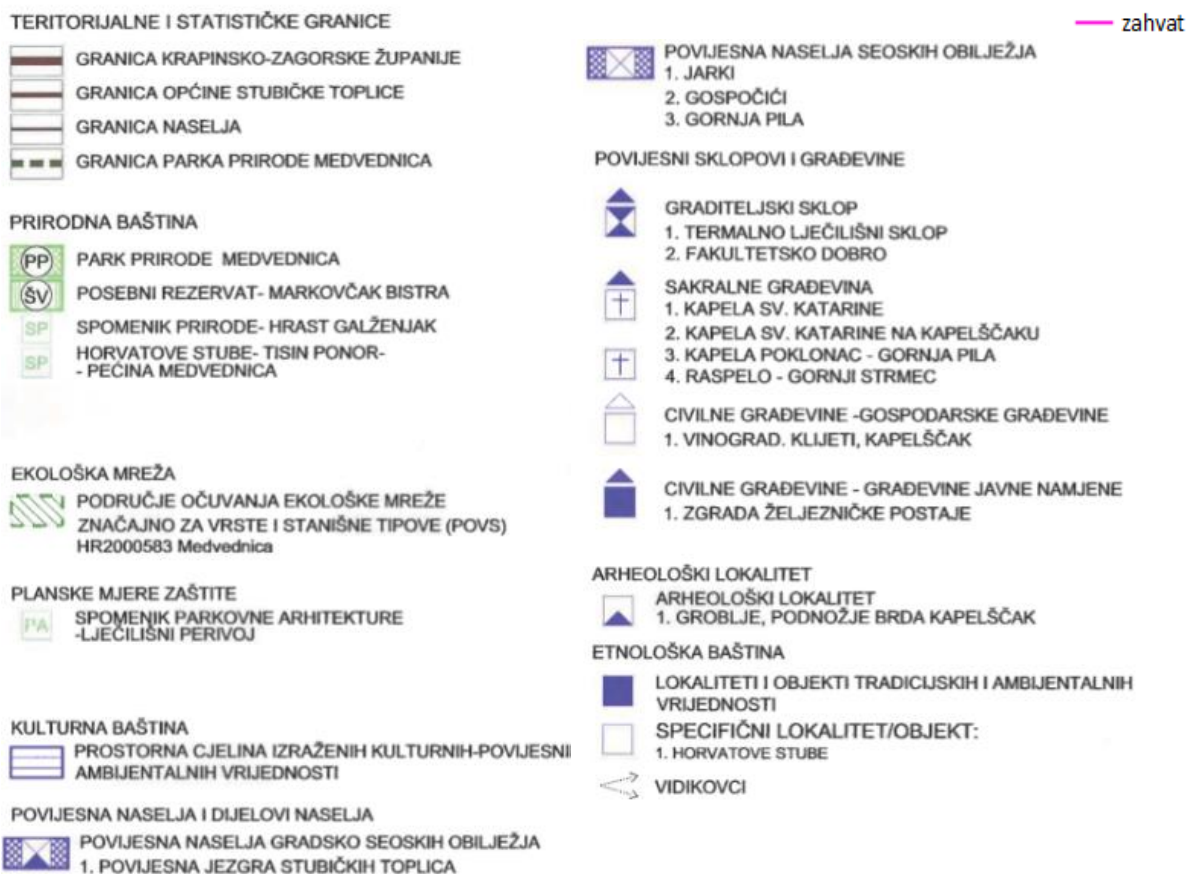 TERITORIJALNE I STATISTIČKE GRANICE
GRANICA KRAPINSKO-ZAGORSKE ŽUPANIJE
GRANICA OPĆINE STUBIČKE TOPLICE
GRANICA NASELJA
GRANICA PARKA PRIRODE MEDVEDNICA
PRIRODNA BAŠTINA
PP PARK PRIRODE MEDVEDNICA
ŠV POSEBNI REZERVAT- MARKOVČAK BISTRA
SP SPOMENIK PRIRODE- HRAST GALŽENJAK
SP HORVATOVE STUBE- TISIN PONOR-
- PEĆINA MEDVEDNICA
EKOLOŠKA MREŽA
PODRUČJE OČUVANJA EKOLOŠKE MREŽE
ZNAČAJNO ZA VRSTE I STANIŠNE TIPOVE (POVS)
HR2000583 Medvednica
PLANSKE MJERE ZAŠTITE
PA SPOMENIK PARKOVNE ARHITEKTURE
-LJEČILIŠNI PERIVOJ
KULTURNA BAŠTINA
PROSTORNA CJELINA IZRAŽENIH KULTURNIH-POVIJESNI
AMBIJENTALNIH VRIJEDNOSTI
POVIJESNA NASELJA I DIJELOVI NASELJA
POVIJESNA NASELJA GRADSKO SEOSKIH OBILJEŽJA
1. POVIJESNA JEZGRA STUBIČKIH TOPLICA
zahvat
POVIJESNA NASELJA SEOSKIH OBILJEŽJA
1. JARKI
2. GOSPOČIĆI
3. GORNJA PILA
POVIJESNI SKLOPOVI I GRAĐEVINE
GRADITELJSKI SKLOP
1. TERMALNO LJEČILIŠNI SKLOP
2. FAKULTETSKO DOBRO
SAKRALNE GRAĐEVINA
1. KAPELA SV. KATARINE
2. KAPELA SV. KATARINE NA KAPELŠČAKU
3. KAPELA POKLONAC - GORNJA PILA
4. RASPELO - GORNJI STRMEC
CIVILNE GRAĐEVINE -GOSPODARSKE GRAĐEVINE
1. VINOGRAD. KLIJETI, KAPELŠČAK
CIVILNE GRAĐEVINE - GRAĐEVINE JAVNE NAMJENE
1. ZGRADA ŽELJEZNIČKE POSTAJE
ARHEOLOŠKI LOKALITET
ARHEOLOŠKI LOKALITET
1. GROBLJE, PODNOŽJE BRDA KAPELŠČAK
ETNOLOŠKA BAŠTINA
LOKALITETI I OBJEKTI TRADICIJSKIH I AMBIJENTALNIH
VRIJEDNOSTI
SPECIFIČNI LOKALITET/OBJEKT:
1. HORVATOVE STUBE
VIDIKOVCI